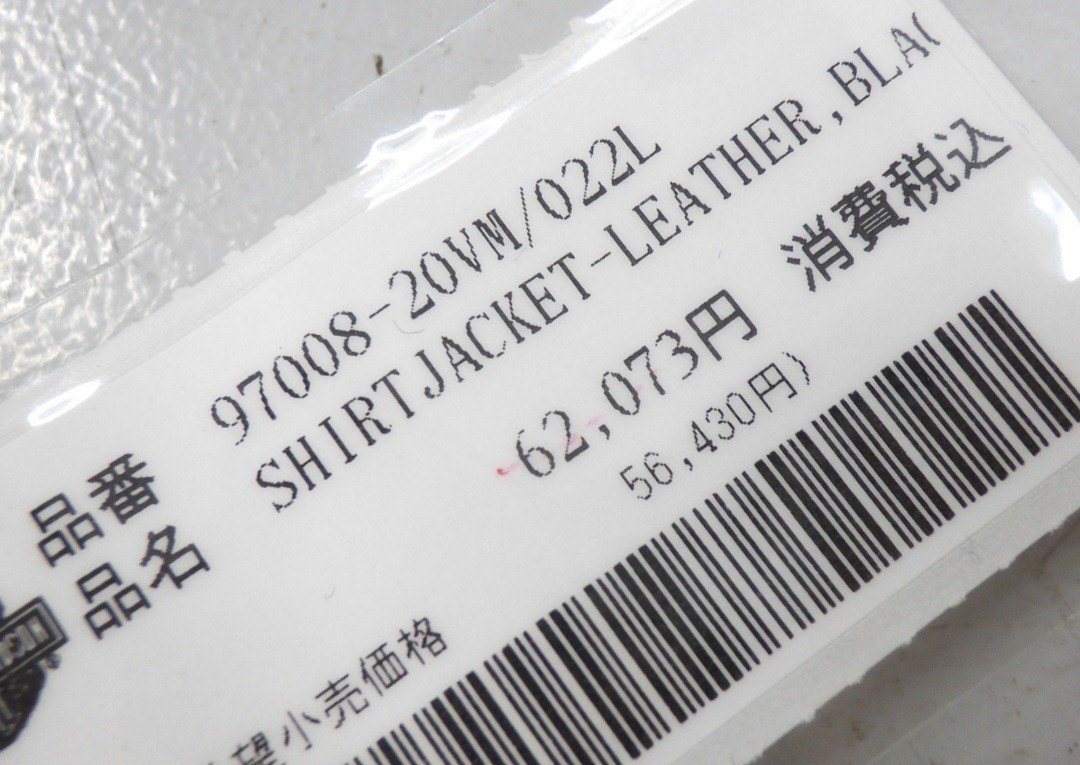 品番 97008-20VM/022L
品名 SHIRTJACKET-LEATHER,BLA
62,073円 消費税込
56,430円)
望小売価格